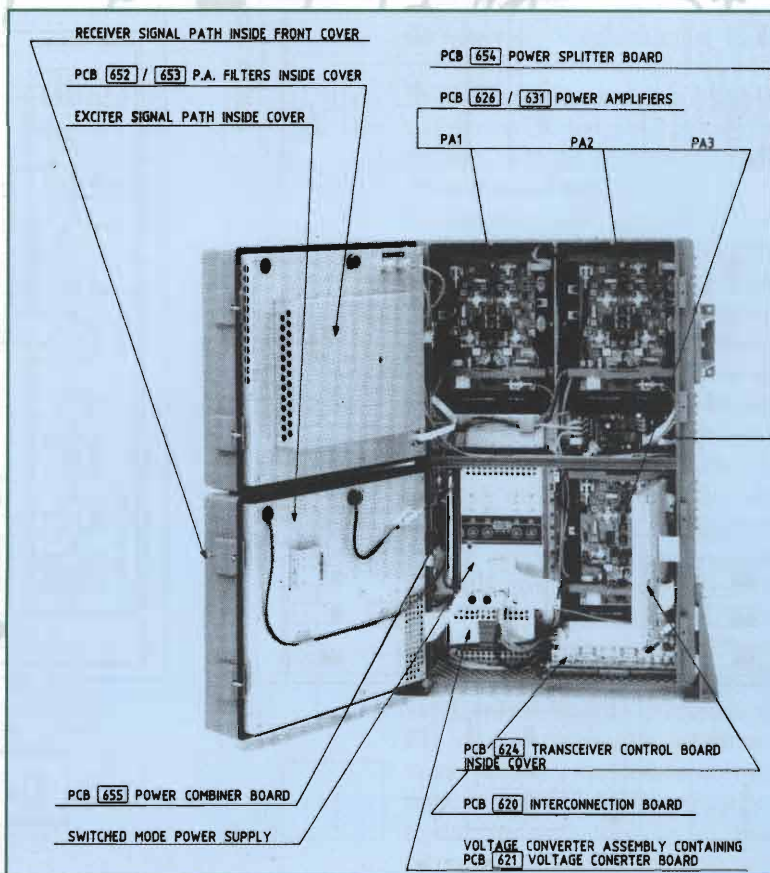 RECEIVER SIGNAL PATH INSIDE FRONT COVER
PCB 652 / 653 P.A. FILTERS INSIDE COVER
EXCITER SIGNAL PATH INSIDE COVER
PCB 654 POWER SPLITTER BOARD
PCB 626 / 631 POWER AMPLIFIERS
PA1 PA2 PA3
PCB 624 TRANSCEIVER CONTROL BOARD
INSIDE COVER
PCB 655 POWER COMBINER BOARD
PCB 620 INTERCONNECTION BOARD
SWITCHED MODE POWER SUPPLY
VOLTAGE CONVERTER ASSEMBLY CONTAINING
PCB 621 VOLTAGE CONERTER BOARD